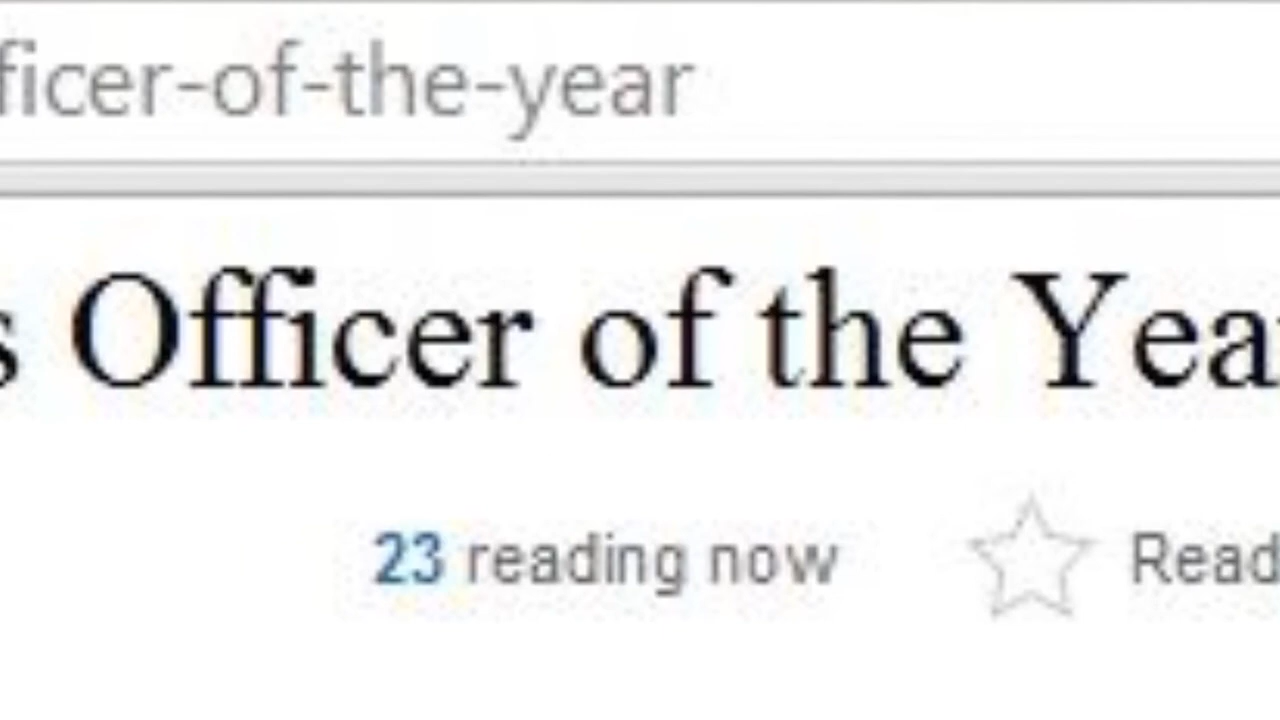 ficer-of-the-year
s Officer of the Yea
23 reading now Read